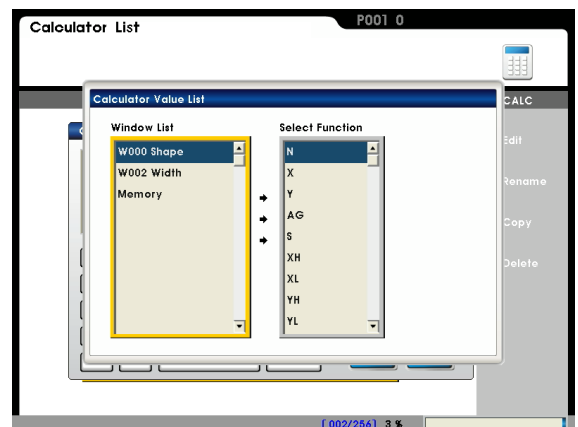 Calculator List
P001 0
CALC
Calculator Value List
Window List
Select Function
W000 Shape
W002 Width
Memory
N
X
Y
AG
S
XH
XL
YH
YL
Edit
Rename
Copy
Delete
[002/256] 3 %